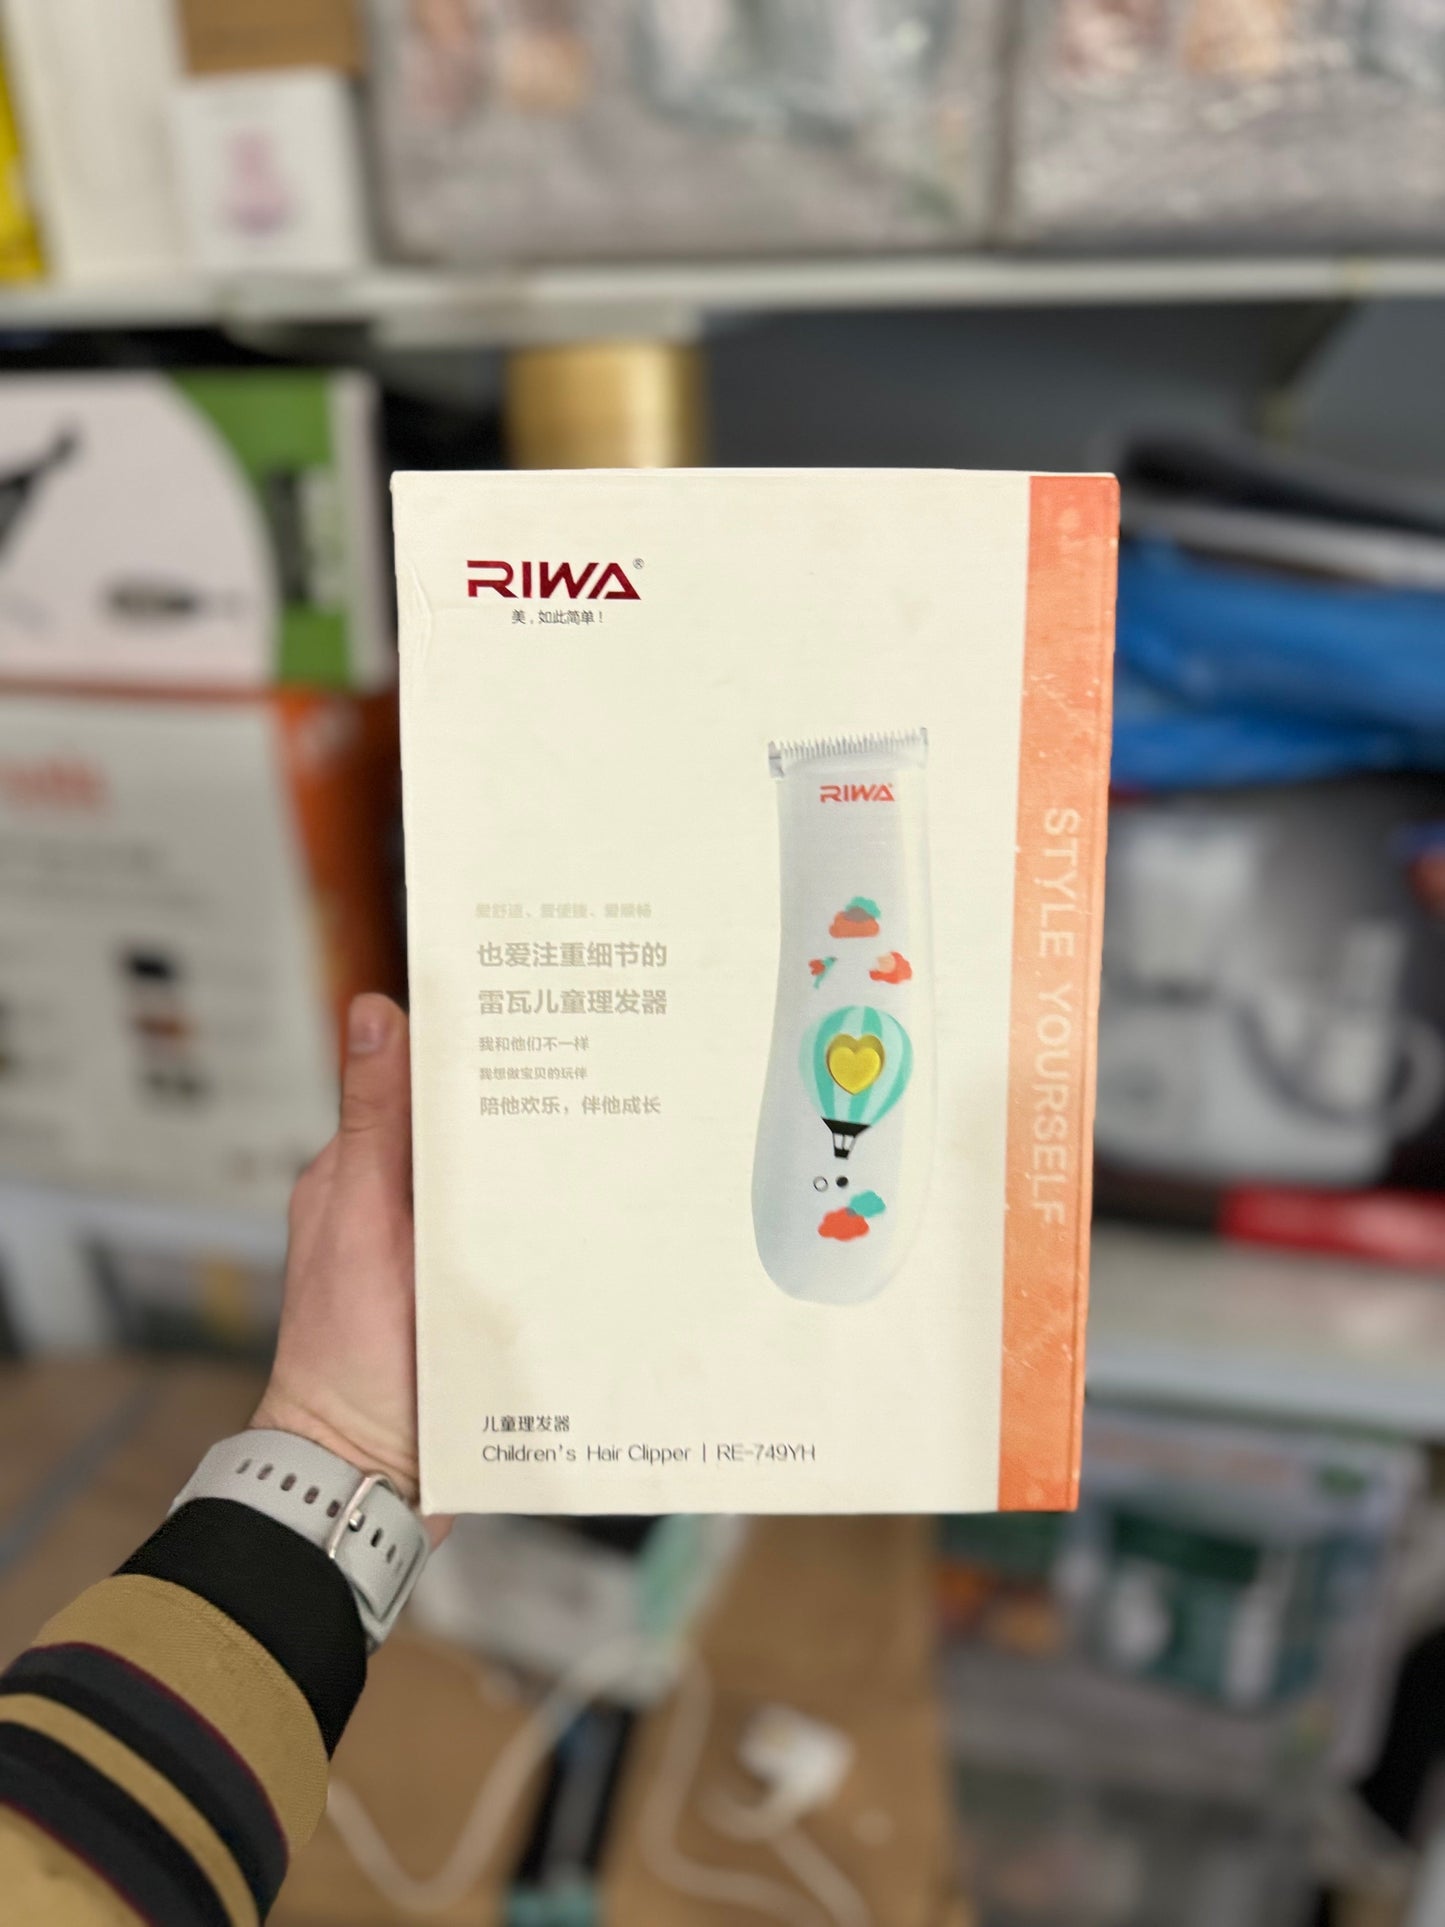 RIWA®
美，如此简单！
RIWA
爱舒适、爱便捷、爱顺畅
也爱注重细节的
雷瓦儿童理发器
我和他们不一样
我想做宝贝的玩伴
陪他欢乐，伴他成长
STYLE YOURSELF
儿童理发器
Children's Hair Clipper | RE-749YH